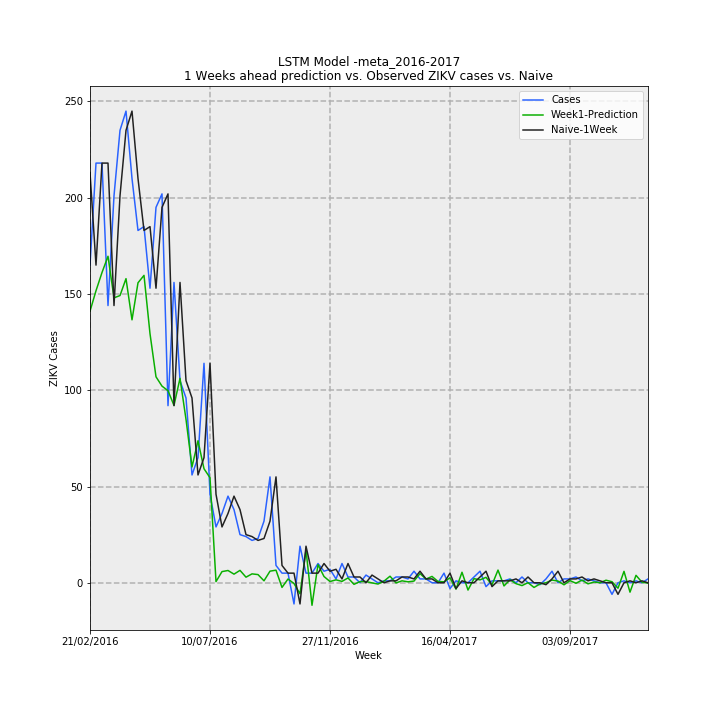 LSTM Model -meta_2016-2017
1 Weeks ahead prediction vs. Observed ZIKV cases vs. Naive
Cases
Week1-Prediction
Naive-1Week
ZIKV Cases
250
200
150
100
50
0
21/02/2016
10/07/2016
27/11/2016
16/04/2017
03/09/2017
Week